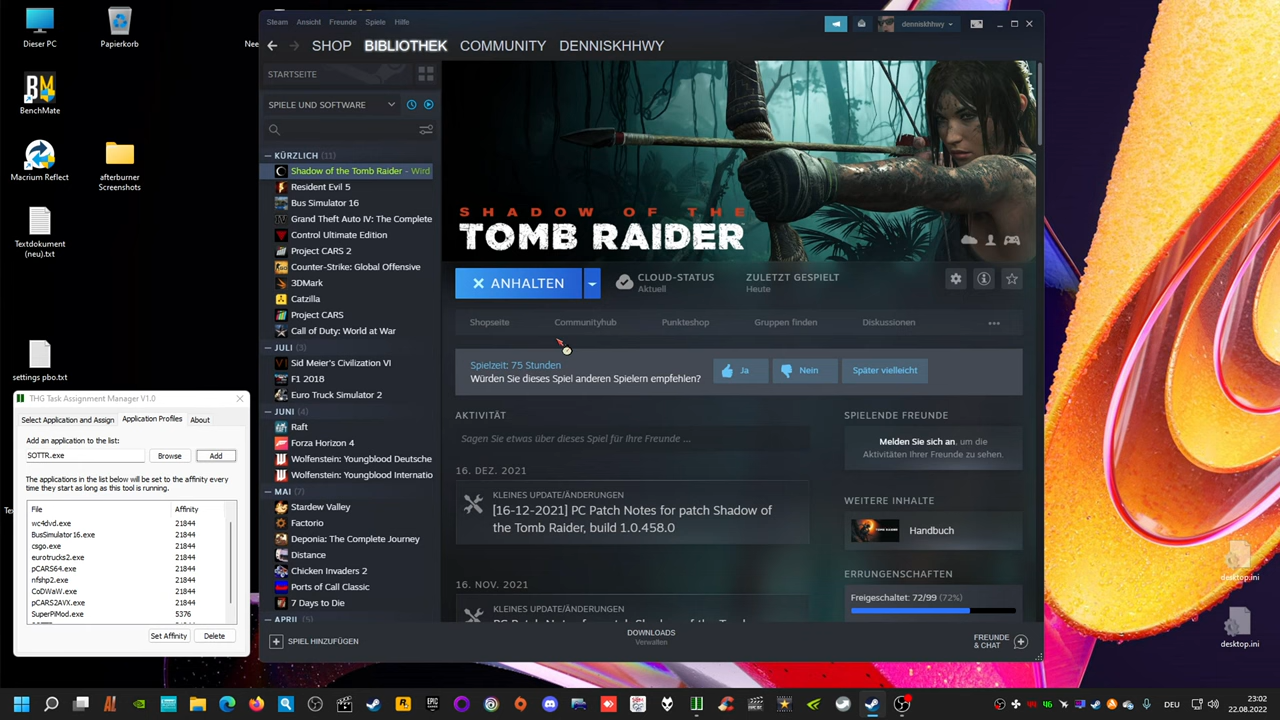 Dieser PC
Papierkorb
Nee
BenchMate
Macrium Reflect
afterburner
Screenshots
Textdokument
(neu).txt
settings pbo.txt
Steam Ansicht Freunde Spiele Hilfe
denniskhhwy
SHOP BIBLIOTHEK COMMUNITY DENNISKHHWY
STARTSEITE
SPIELE UND SOFTWARE
KÜRZLICH (11)
Shadow of the Tomb Raider - Wird
Resident Evil 5
Bus Simulator 16
Grand Theft Auto IV: The Complete
Control Ultimate Edition
Project CARS 2
Counter-Strike: Global Offensive
3DMark
Catzilla
Project CARS
Call of Duty: World at War
JULI (3)
Sid Meier's Civilization VI
F1 2018
Euro Truck Simulator 2
JUNI (4)
Raft
Forza Horizon 4
Wolfenstein: Youngblood Deutsche
Wolfenstein: Youngblood Internatio
MAI (7)
Stardew Valley
Factorio
Deponia: The Complete Journey
Distance
Chicken Invaders 2
Ports of Call Classic
7 Days to Die
APRIL (5)
SPIEL HINZUFÜGEN
SHADOW OF THE
TOMB RAIDER
ANHALTEN
CLOUD-STATUS
Aktuell
ZULETZT GESPIELT
Heute
Shopseite Communityhub Punkteshop Gruppen finden Diskussionen
Spielzeit: 75 Stunden
Würden Sie dieses Spiel anderen Spielern empfehlen?
Ja Nein Später vielleicht
AKTIVITÄT
Sagen Sie etwas über dieses Spiel für Ihre Freunde ...
16. DEZ. 2021
KLEINES UPDATE/ÄNDERUNGEN
[16-12-2021] PC Patch Notes for patch Shadow of
the Tomb Raider, build 1.0.458.0
16. NOV. 2021
KLEINES UPDATE/ÄNDERUNGEN
SPIELENDE FREUNDE
Melden Sie sich an, um die
Aktivitäten Ihrer Freunde zu sehen.
WEITERE INHALTE
Handbuch
ERRUNGENSCHAFTEN
Freigeschaltet: 72/99 (72%)
DOWNLOADS
Verwalten
FREUNDE
& CHAT
THG Task Assignment Manager V1.0
Select Application and Assign Application Profiles About
Add an application to the list:
SOTTR.exe Browse Add
The applications in the list below will be set to the affinity every
time they start as long as this tool is running.
File Affinity
wc4dvd.exe 21844
BusSimulator16.exe 21844
csgo.exe 21844
eurotrucks2.exe 21844
pCARS64.exe 21844
nfshp2.exe 21844
CoDWaW.exe 21844
pCARS2AVX.exe 21844
SuperPiMod.exe 5376
Set Affinity Delete
desktop.ini
desktop.ini
DEU
23:02
22.08.2022